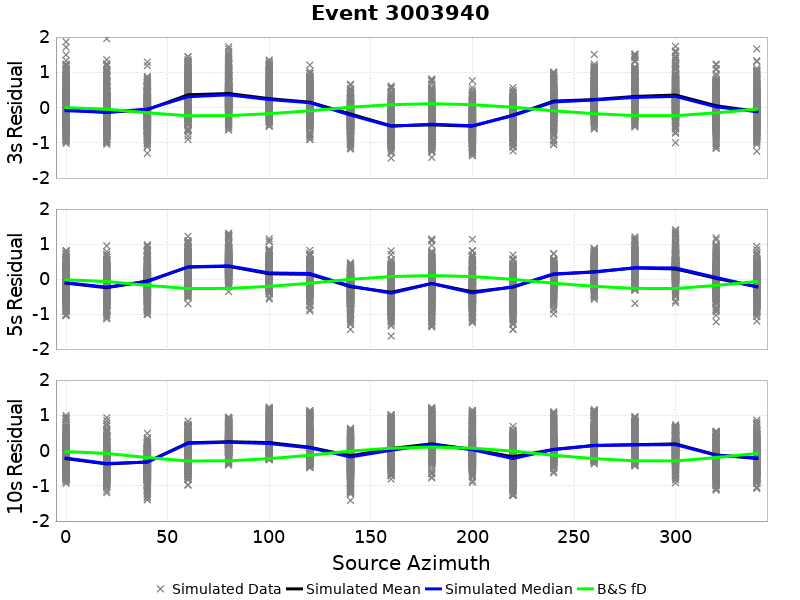 Event 3003940
3s Residual
2
1
0
-1
-2
5s Residual
2
1
0
-1
-2
10s Residual
2
1
0
-1
-2
0 50 100 150 200 250 300
Source Azimuth
Simulated Data Simulated Mean Simulated Median B&S fD